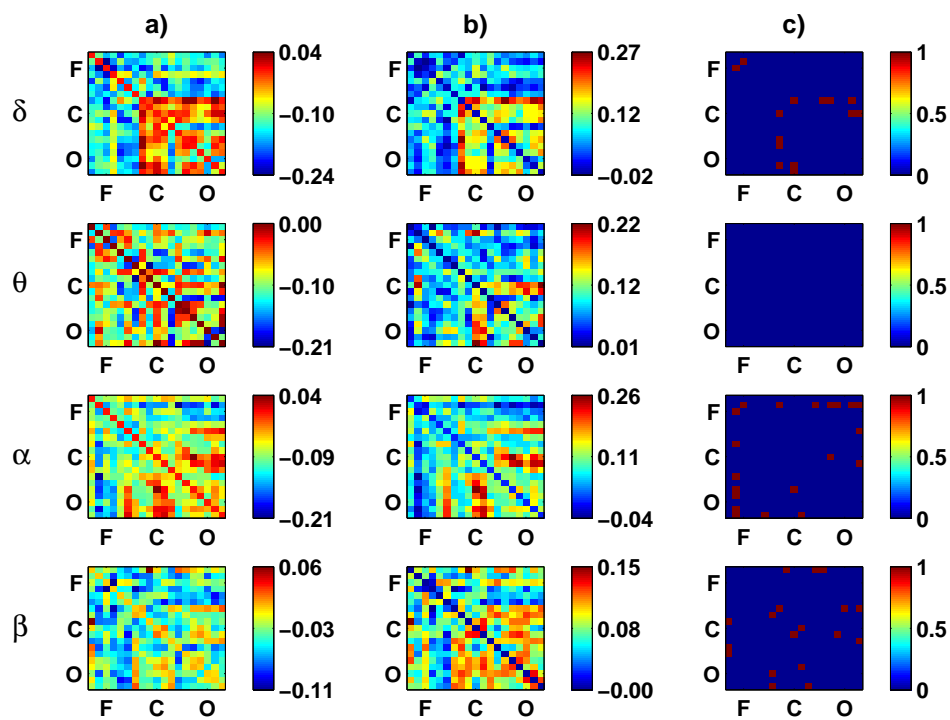 a) b) c)
δ F C O F C O 0.04 −0.10 −0.24 F C O F C O 0.27 0.12 −0.02 F C O F C O 1 0.5 0
θ F C O F C O 0.00 −0.10 −0.21 F C O F C O 0.22 0.12 0.01 F C O F C O 1 0.5 0
α F C O F C O 0.04 −0.09 −0.21 F C O F C O 0.26 0.11 −0.04 F C O F C O 1 0.5 0
β F C O F C O 0.06 −0.03 −0.11 F C O F C O 0.15 0.08 −0.00 F C O F C O 1 0.5 0